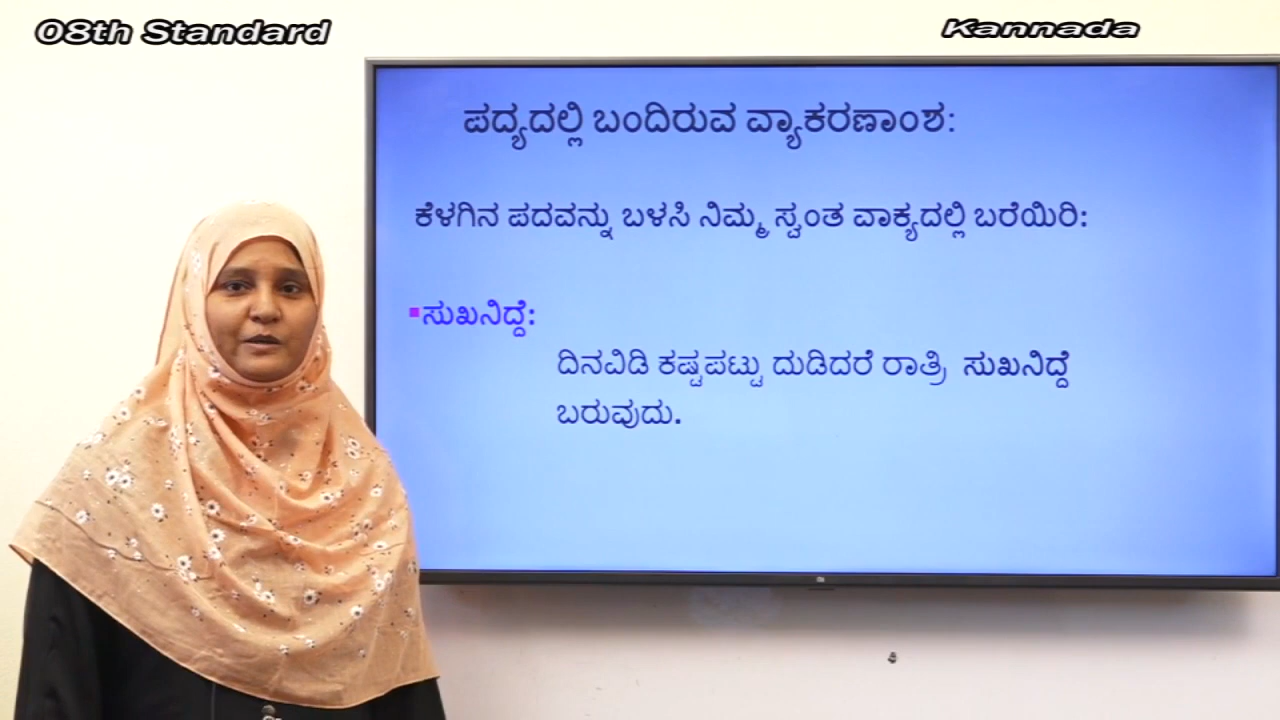 08th Standard
Kannada
ಪದ್ಯದಲ್ಲಿ ಬಂದಿರುವ ವ್ಯಾಕರಣಾಂಶ:
ಕೆಳಗಿನ ಪದವನ್ನು ಬಳಸಿ ನಿಮ್ಮ ಸ್ವಂತ ವಾಕ್ಯದಲ್ಲಿ ಬರೆಯಿರಿ:
▪ಸುಖನಿದ್ದೆ:
ದಿನವಿಡಿ ಕಷ್ಟಪಟ್ಟು ದುಡಿದರೆ ರಾತ್ರಿ ಸುಖನಿದ್ದೆ
ಬರುವುದು.